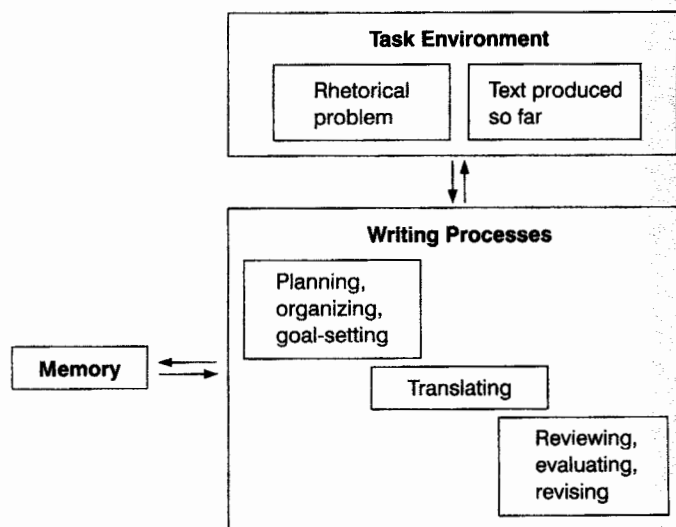 Task Environment
Rhetorical
problem
Text produced
so far
Writing Processes
Planning,
organizing,
goal-setting
Memory
Translating
Reviewing,
evaluating,
revising